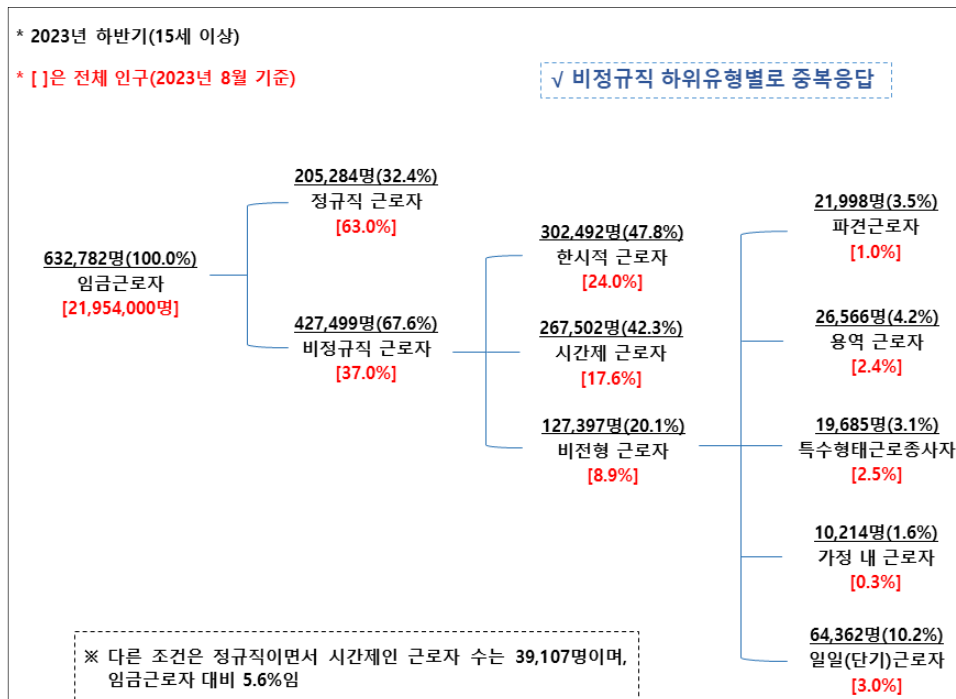 * 2023년 하반기(15세 이상)
* [ ]은 전체 인구(2023년 8월 기준)
√ 비정규직 하위유형별로 중복응답
632,782명(100.0%)
임금근로자
[21,954,000명]
205,284명(32.4%)
정규직 근로자
[63.0%]
427,499명(67.6%)
비정규직 근로자
[37.0%]
302,492명(47.8%)
한시적 근로자
[24.0%]
267,502명(42.3%)
시간제 근로자
[17.6%]
127,397명(20.1%)
비전형 근로자
[8.9%]
21,998명(3.5%)
파견근로자
[1.0%]
26,566명(4.2%)
용역 근로자
[2.4%]
19,685명(3.1%)
특수형태근로종사자
[2.5%]
10,214명(1.6%)
가정 내 근로자
[0.3%]
64,362명(10.2%)
일일(단기)근로자
[3.0%]
※ 다른 조건은 정규직이면서 시간제인 근로자 수는 39,107명이며,
임금근로자 대비 5.6%임